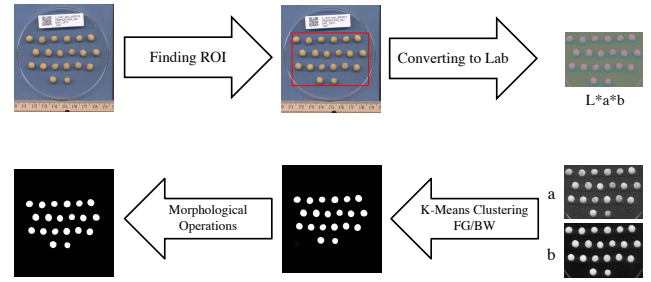 Finding ROI
Converting to Lab
L*a*b
Morphological
Operations
K-Means Clustering
FG/BW
a
b